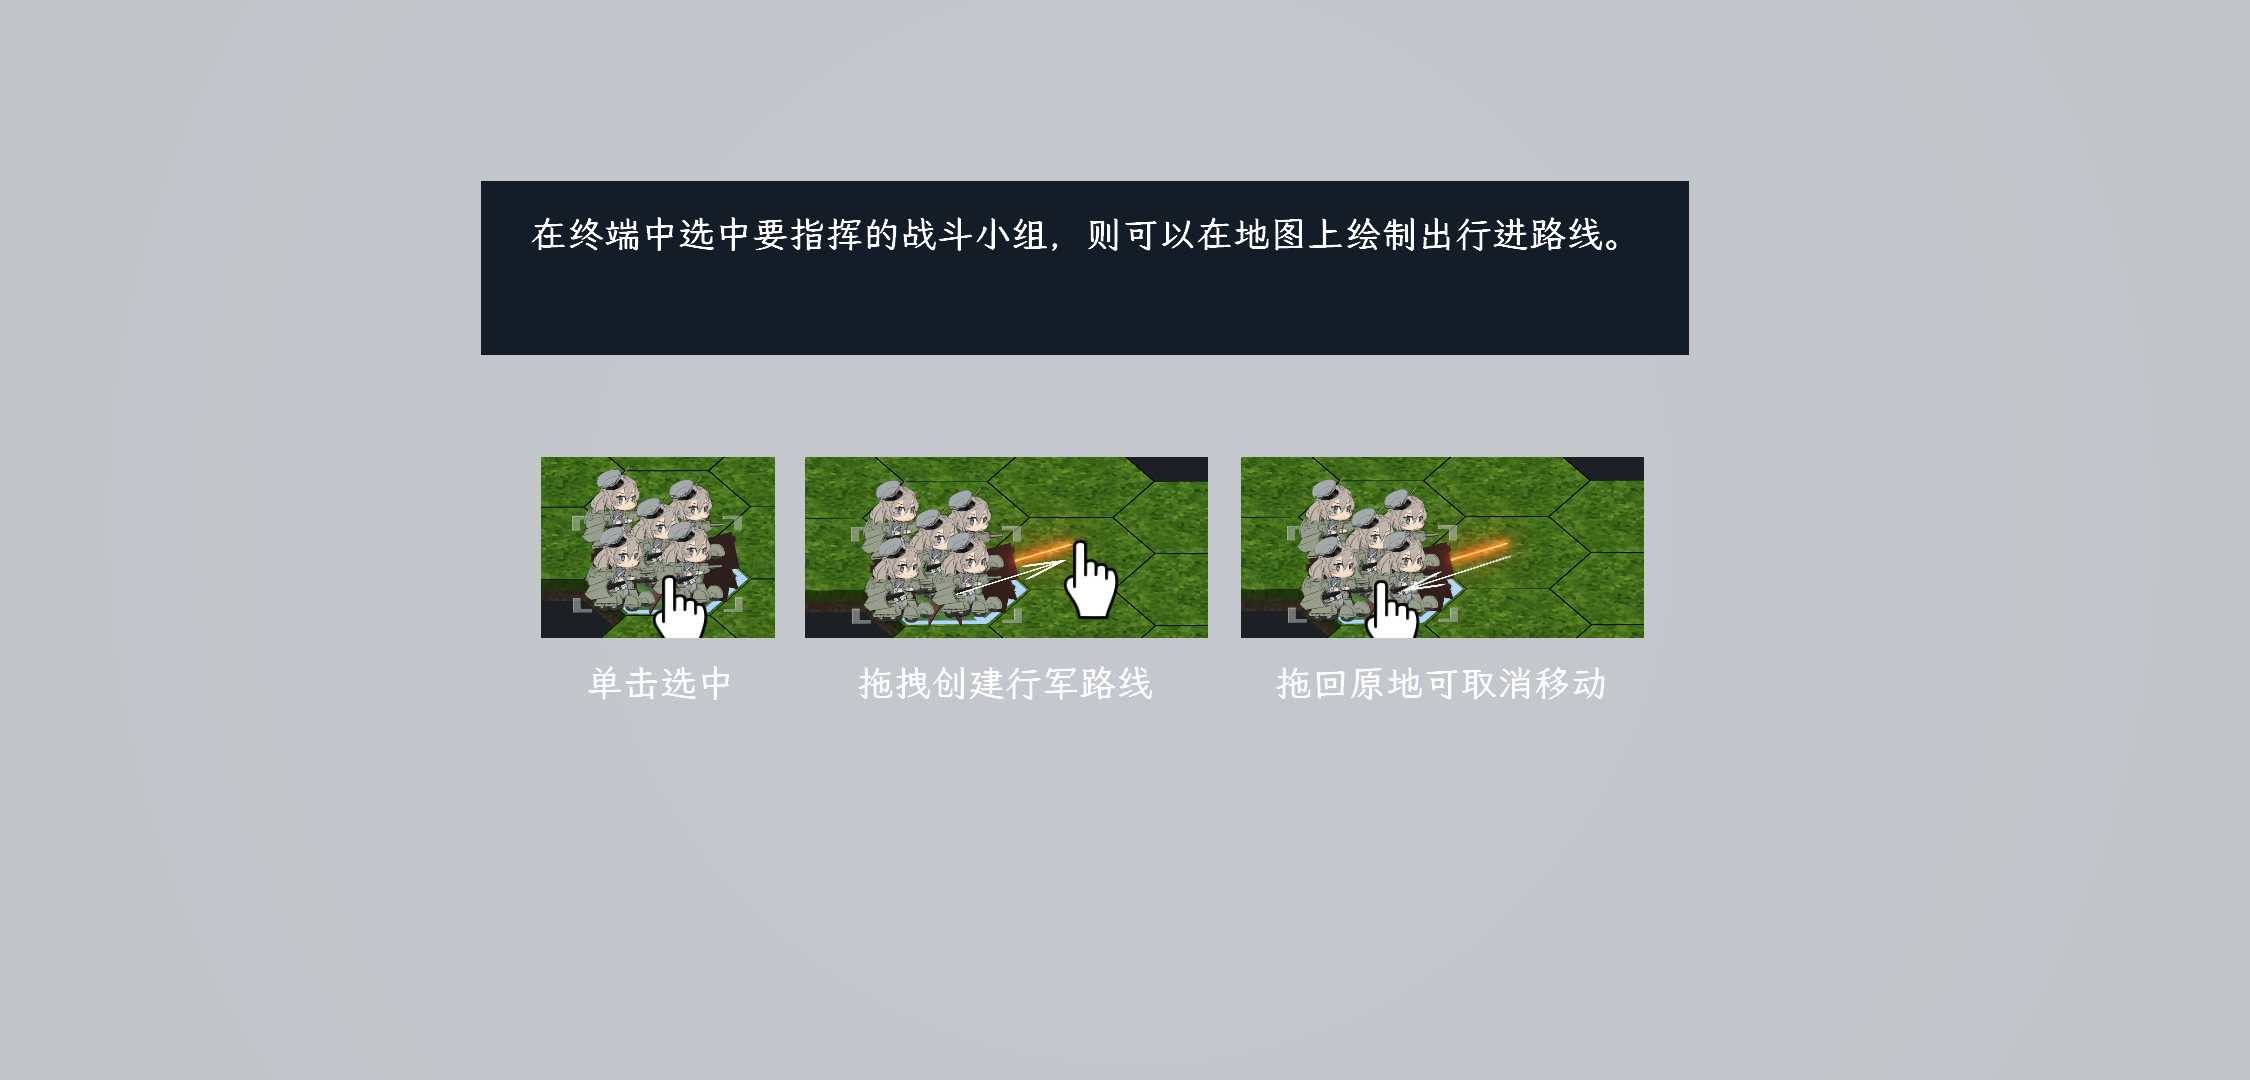 在终端中选中要指挥的战斗小组，则可以在地图上绘制出行进路线。
单击选中
拖拽创建行军路线
拖回原地可取消移动